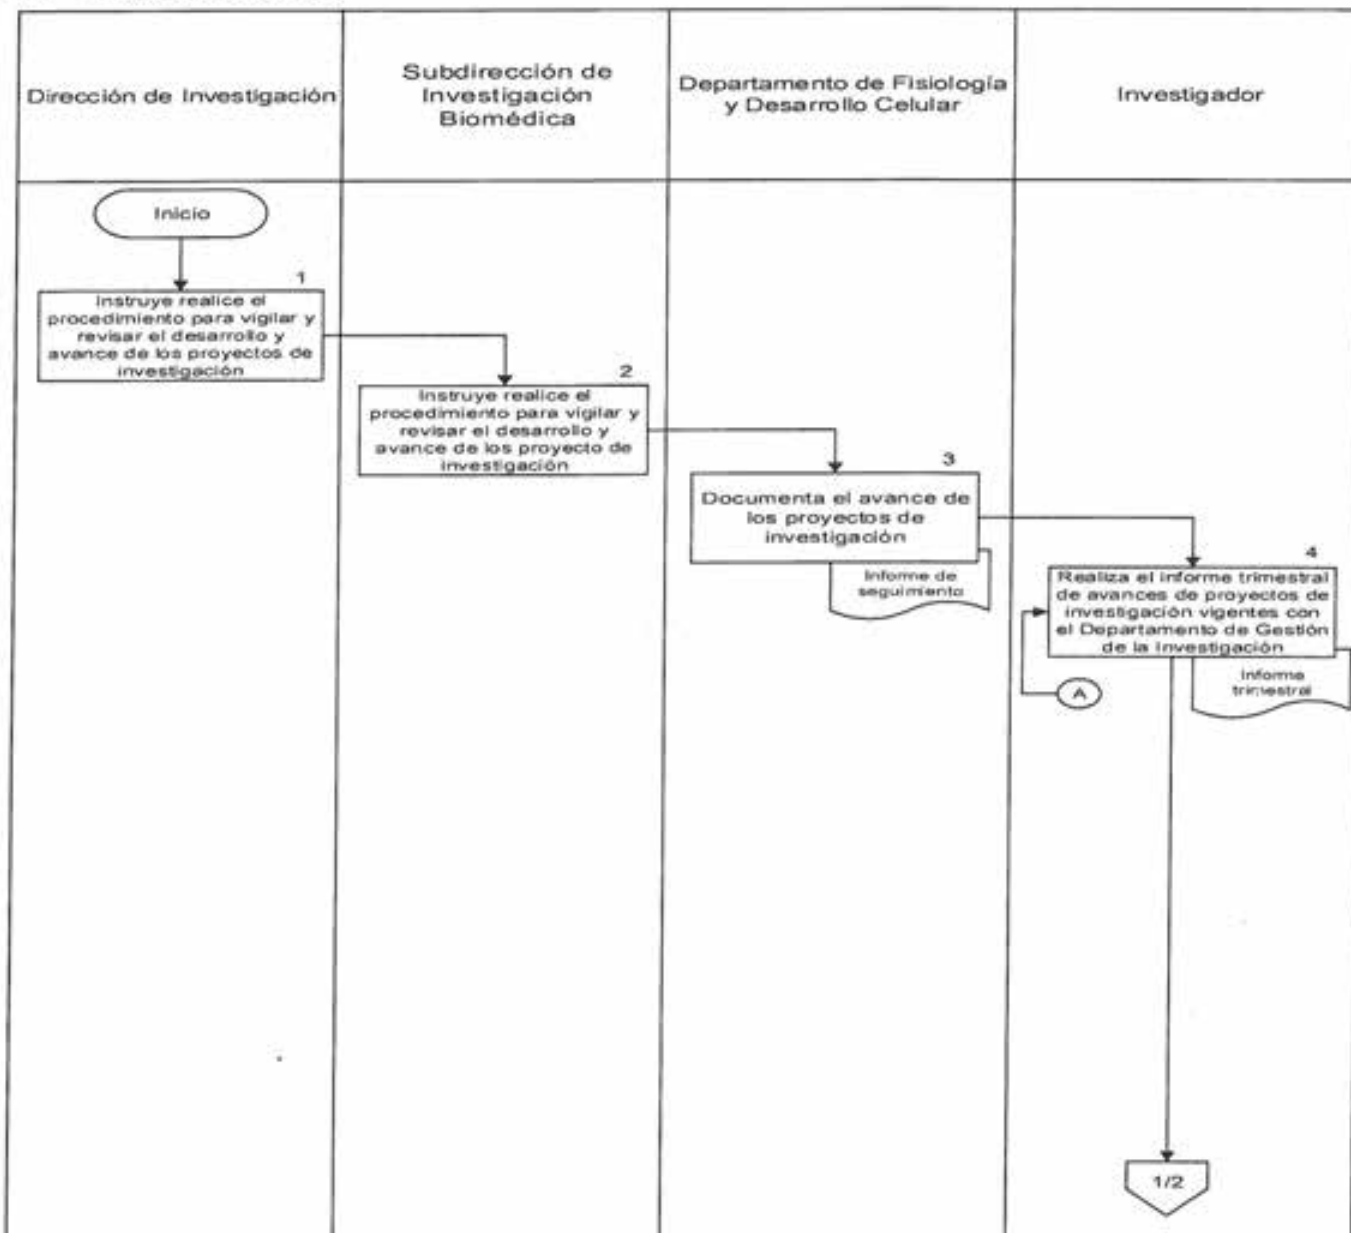 Dirección de Investigación
Subdirección de
Investigación
Biomédica
Departamento de Fisiología
y Desarrollo Celular
Investigador
Inicio
1
Instruye realice el
procedimiento para vigilar y
revisar el desarrollo y
avance de los proyectos de
investigación
2
Instruye realice el
procedimiento para vigilar y
revisar el desarrollo y
avance de los proyecto de
investigación
3
Documenta el avance de
los proyectos de
investigación
Informe de
seguimiento
4
Realiza el informe trimestral
de avances de proyectos de
investigación vigentes con
el Departamento de Gestión
de la Investigación
Informe
trimestral
A
1/2